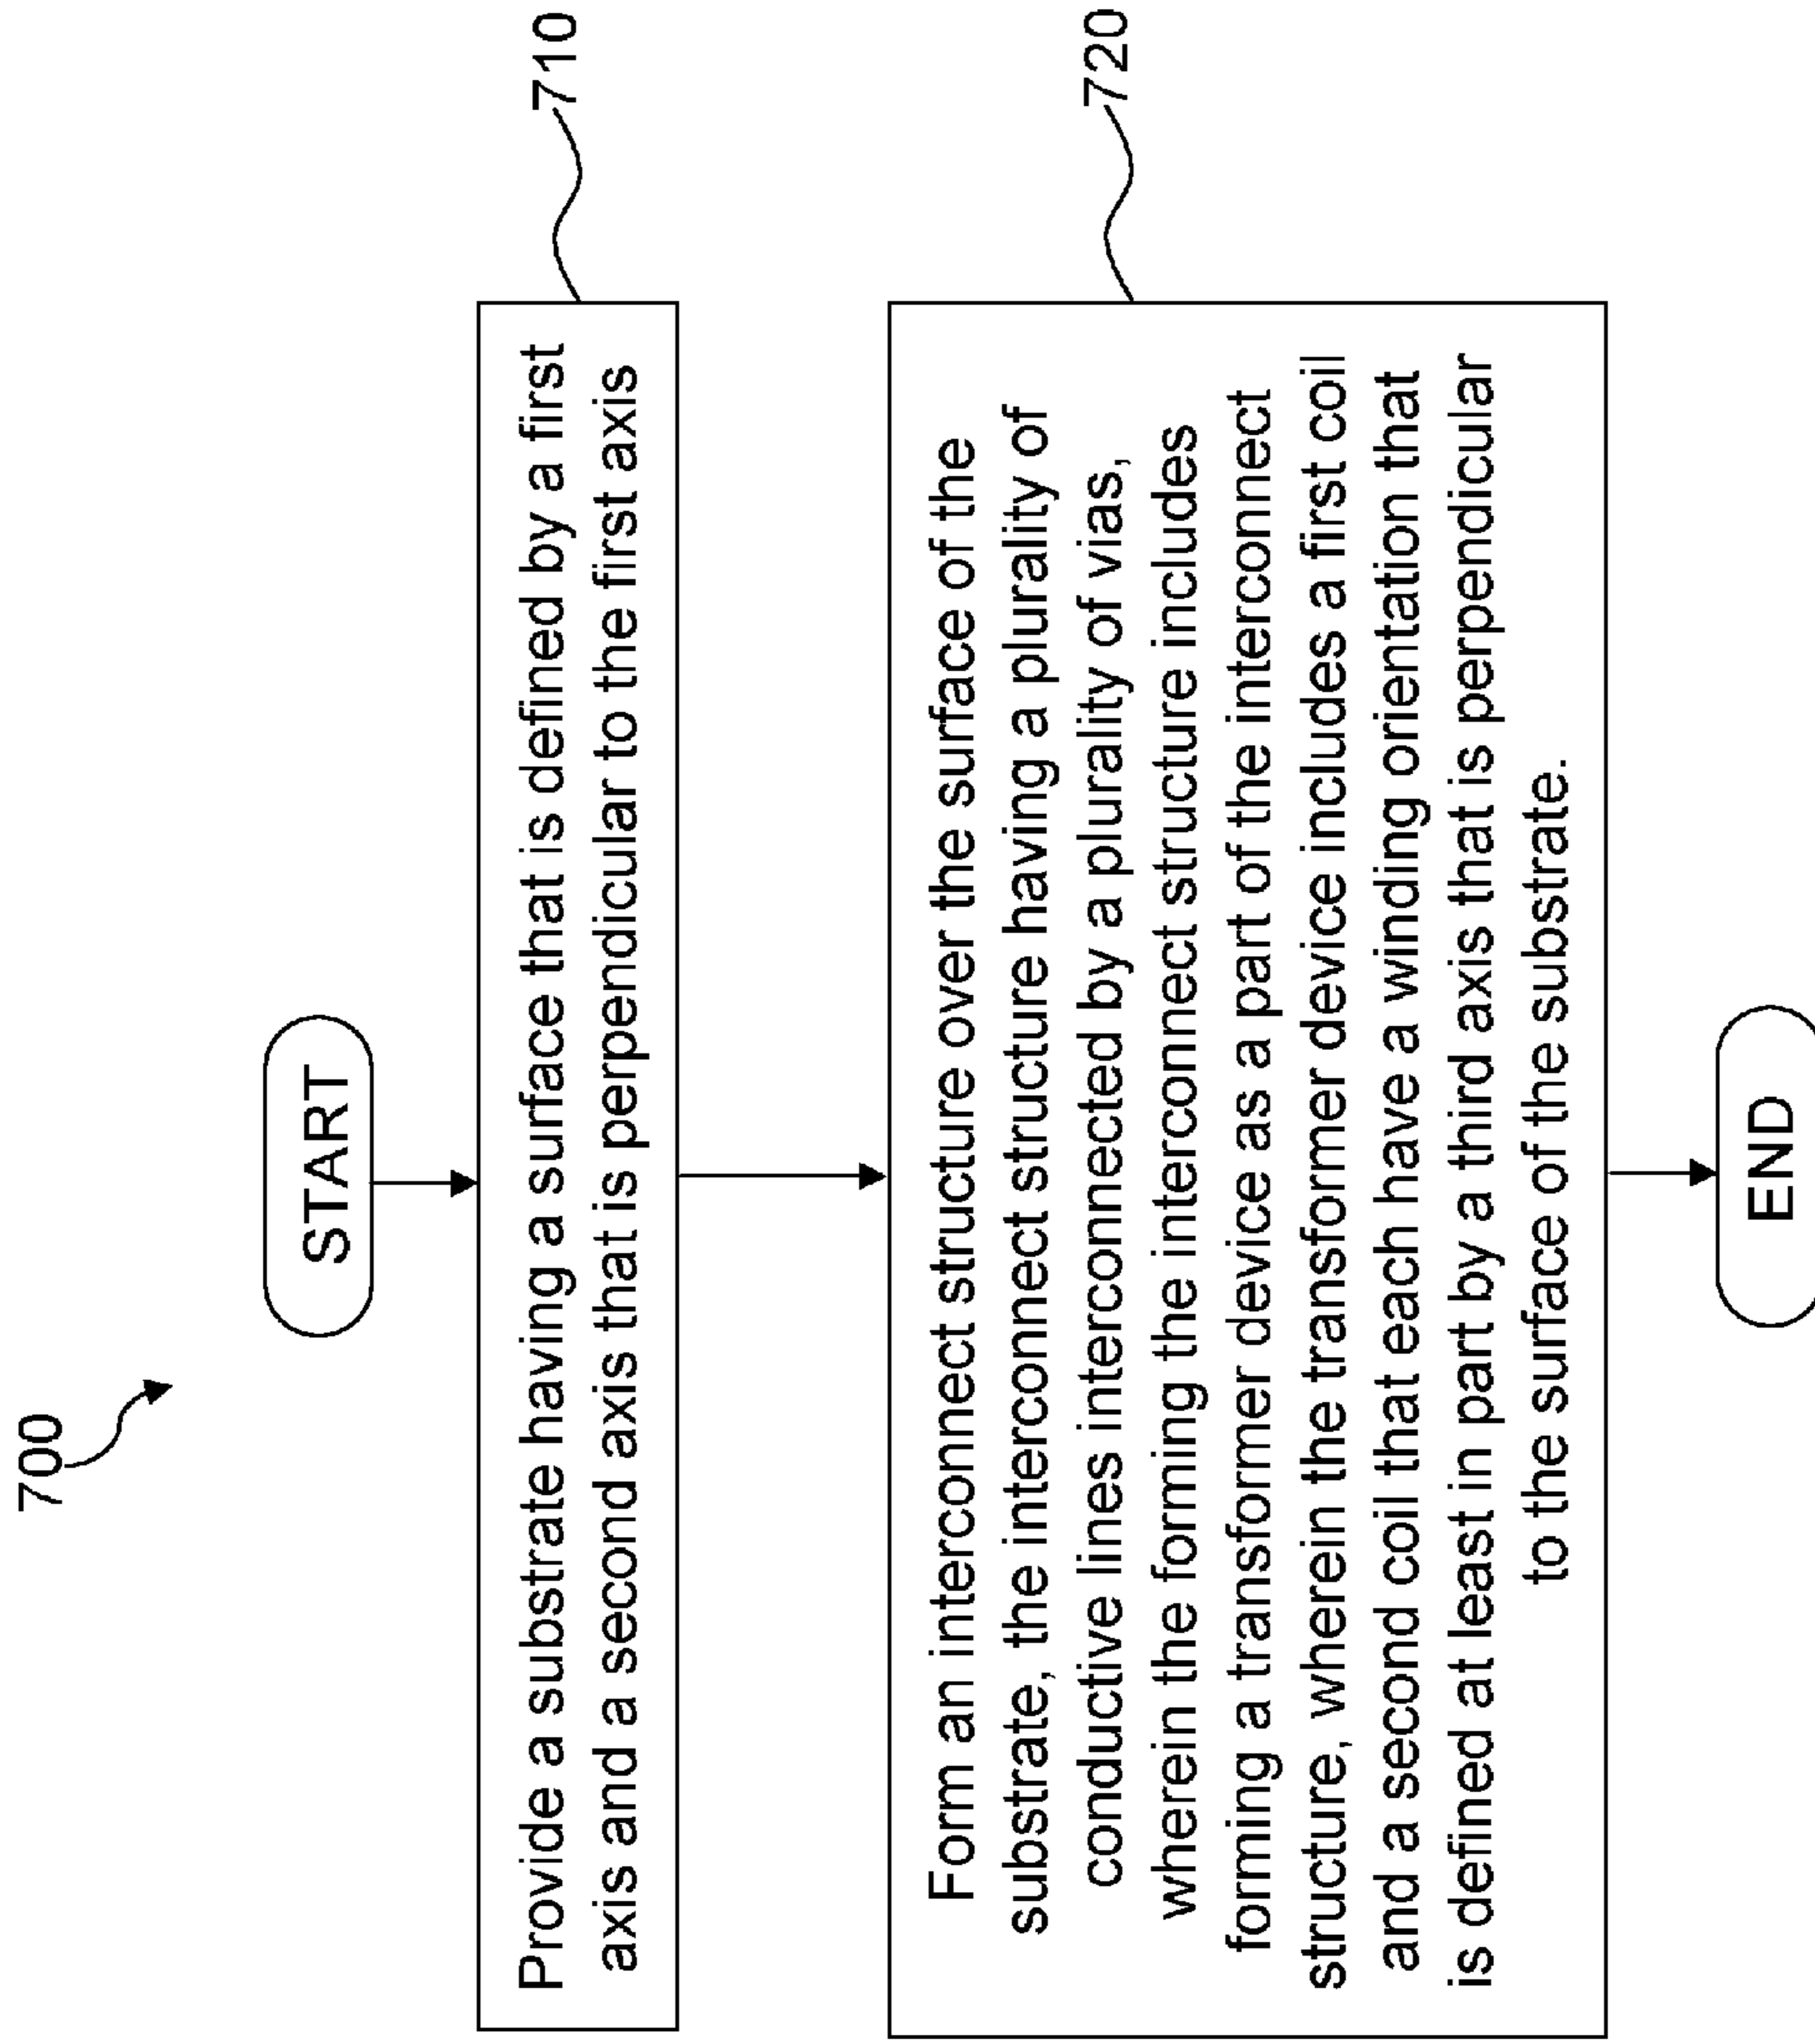 700
START
Provide a substrate having a surface that is defined by a first
axis and a second axis that is perpendicular to the first axis
710
Form an interconnect structure over the surface of the
substrate, the interconnect structure having a plurality of
conductive lines interconnected by a plurality of vias,
wherein the forming the interconnect structure includes
forming a transformer device as a part of the interconnect
structure, wherein the transformer device includes a first coil
and a second coil that each have a winding orientation that
is defined at least in part by a third axis that is perpendicular
to the surface of the substrate.
720
END